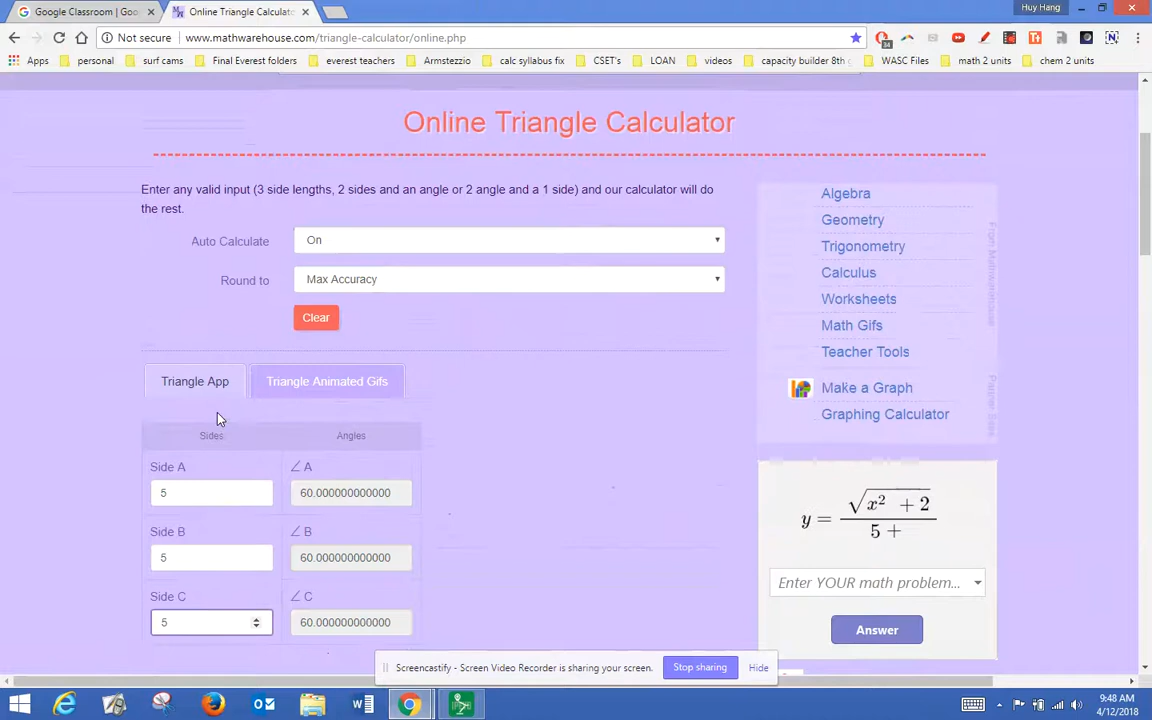 Huy Hang
Google Classroom | Goo
Online Triangle Calculato
Not secure | www.mathwarehouse.com/triangle-calculator/online.php
34
Apps personal surf cams Final Everest folders everest teachers Armstezzio calc syllabus fix CSET's LOAN videos capacity builder 8th g WASC Files math 2 units chem 2 units
Online Triangle Calculator
Enter any valid input (3 side lengths, 2 sides and an angle or 2 angle and a 1 side) and our calculator will do
the rest.
Auto Calculate On
Round to Max Accuracy
Clear
Triangle App Triangle Animated Gifs
Sides Angles
Side A ∠ A
5 60.000000000000
Side B ∠ B
5 60.000000000000
Side C ∠ C
5 60.000000000000
Algebra
Geometry
Trigonometry
Calculus
Worksheets
Math Gifs
Teacher Tools
Make a Graph
Graphing Calculator
From Mathwarehouse
y = √(x² + 2) / 5 +
Enter YOUR math problem...
Answer
Screencastify - Screen Video Recorder is sharing your screen. Stop sharing Hide
9:48 AM
4/12/2018